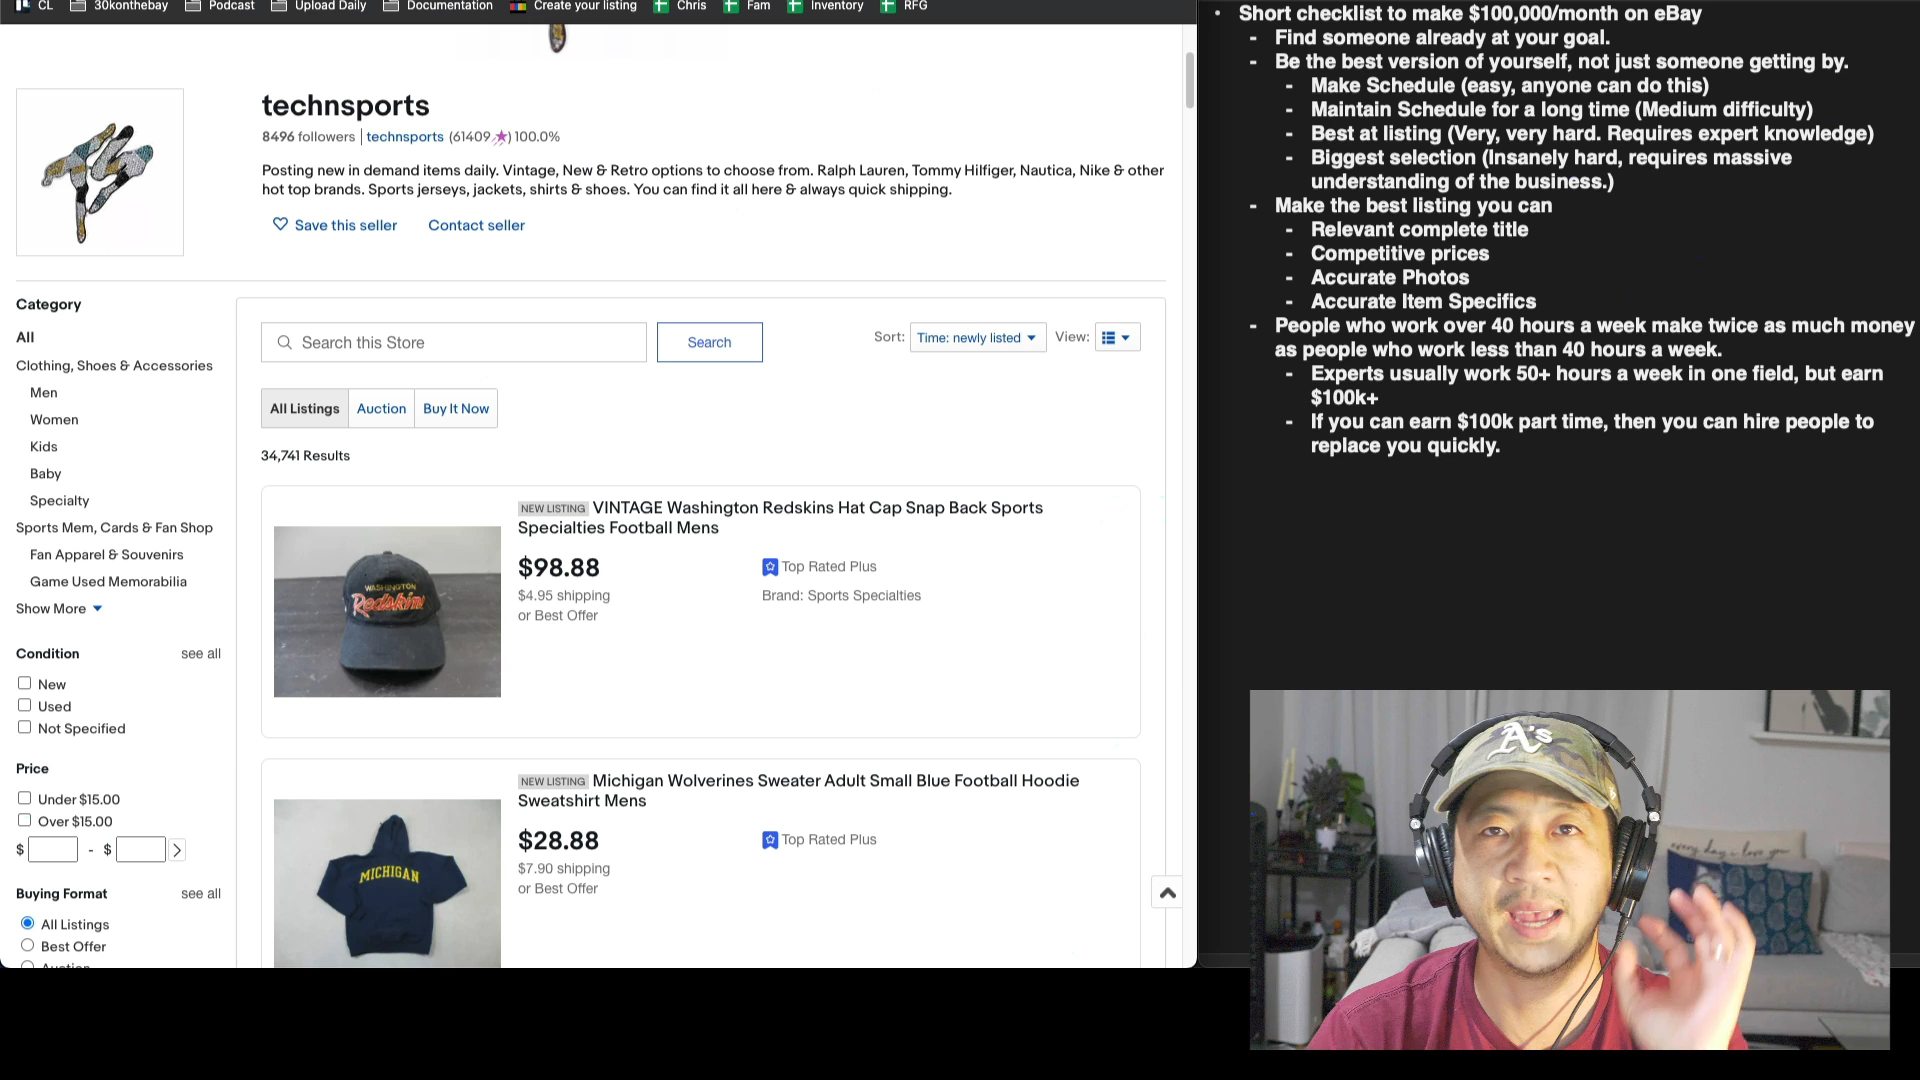 CL
30konthebay
Podcast
Upload Daily
Documentation
Create your listing
Chris
Fam
Inventory
RFG
technsports
8496 followers | technsports (61409 ) 100.0%
Posting new in demand items daily. Vintage, New & Retro options to choose from. Ralph Lauren, Tommy Hilfiger, Nautica, Nike & other
hot top brands. Sports jerseys, jackets, shirts & shoes. You can find it all here & always quick shipping.
Save this seller
Contact seller
Category
All
Clothing, Shoes & Accessories
Men
Women
Kids
Baby
Specialty
Sports Mem, Cards & Fan Shop
Fan Apparel & Souvenirs
Game Used Memorabilia
Show More
Condition
see all
New
Used
Not Specified
Price
Under $15.00
Over $15.00
$ - $
Buying Format
see all
All Listings
Best Offer
Auction
Search this Store
Search
Sort:
Time: newly listed
View:
All Listings
Auction
Buy It Now
34,741 Results
NEW LISTING VINTAGE Washington Redskins Hat Cap Snap Back Sports
Specialties Football Mens
$98.88
$4.95 shipping
or Best Offer
Top Rated Plus
Brand: Sports Specialties
WASHINGTON
Redskins
NEW LISTING Michigan Wolverines Sweater Adult Small Blue Football Hoodie
Sweatshirt Mens
$28.88
$7.90 shipping
or Best Offer
Top Rated Plus
MICHIGAN
• Short checklist to make $100,000/month on eBay
- Find someone already at your goal.
- Be the best version of yourself, not just someone getting by.
- Make Schedule (easy, anyone can do this)
- Maintain Schedule for a long time (Medium difficulty)
- Best at listing (Very, very hard. Requires expert knowledge)
- Biggest selection (Insanely hard, requires massive
understanding of the business.)
- Make the best listing you can
- Relevant complete title
- Competitive prices
- Accurate Photos
- Accurate Item Specifics
- People who work over 40 hours a week make twice as much money
as people who work less than 40 hours a week.
- Experts usually work 50+ hours a week in one field, but earn
$100k+
- If you can earn $100k part time, then you can hire people to
replace you quickly.
A's
every day i love you